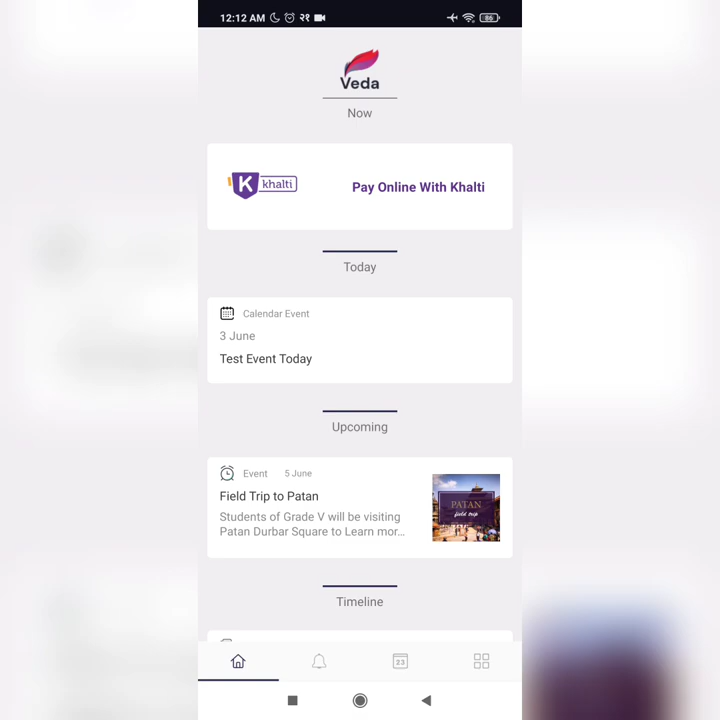 12:12 AM २१ 86
Veda
Now
K khalti
Pay Online With Khalti
Today
Calendar Event
3 June
Test Event Today
Upcoming
Event 5 June
Field Trip to Patan
Students of Grade V will be visiting
Patan Durbar Square to Learn mor...
PATAN
field trip
Timeline
23